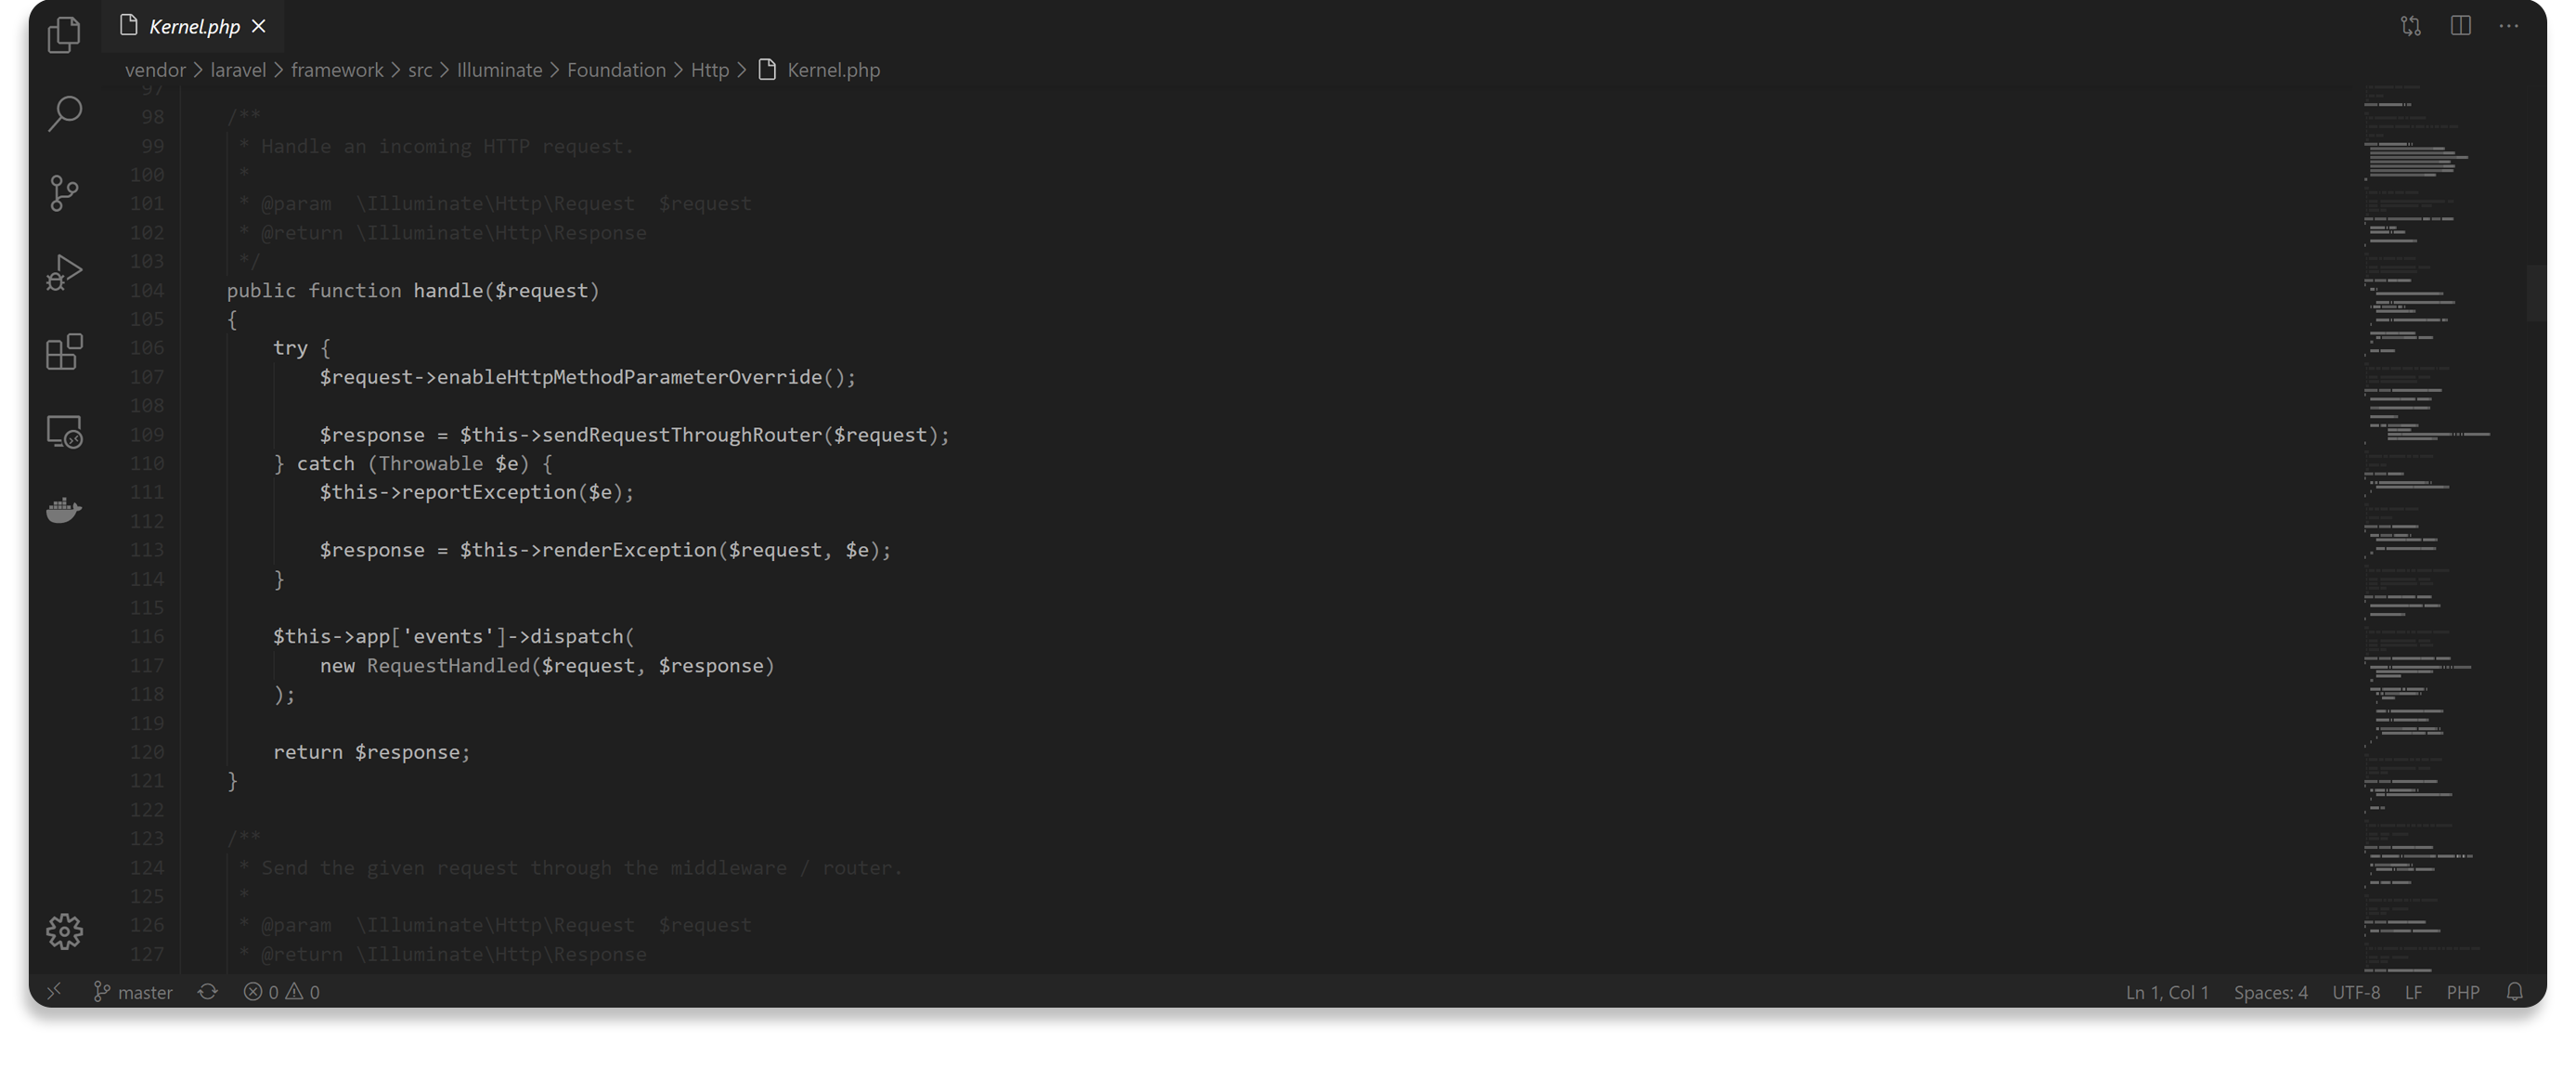 Kernel.php
vendor > laravel > framework > src > Illuminate > Foundation > Http > Kernel.php
97
98 /**
99 * Handle an incoming HTTP request.
100 *
101 * @param  \Illuminate\Http\Request  $request
102 * @return \Illuminate\Http\Response
103 */
104 public function handle($request)
105 {
106 try {
107 $request->enableHttpMethodParameterOverride();
108
109 $response = $this->sendRequestThroughRouter($request);
110 } catch (Throwable $e) {
111 $this->reportException($e);
112
113 $response = $this->renderException($request, $e);
114 }
115
116 $this->app['events']->dispatch(
117 new RequestHandled($request, $response)
118 );
119
120 return $response;
121 }
122
123 /**
124 * Send the given request through the middleware / router.
125 *
126 * @param  \Illuminate\Http\Request  $request
127 * @return \Illuminate\Http\Response
master 0 0 Ln 1, Col 1 Spaces: 4 UTF-8 LF PHP